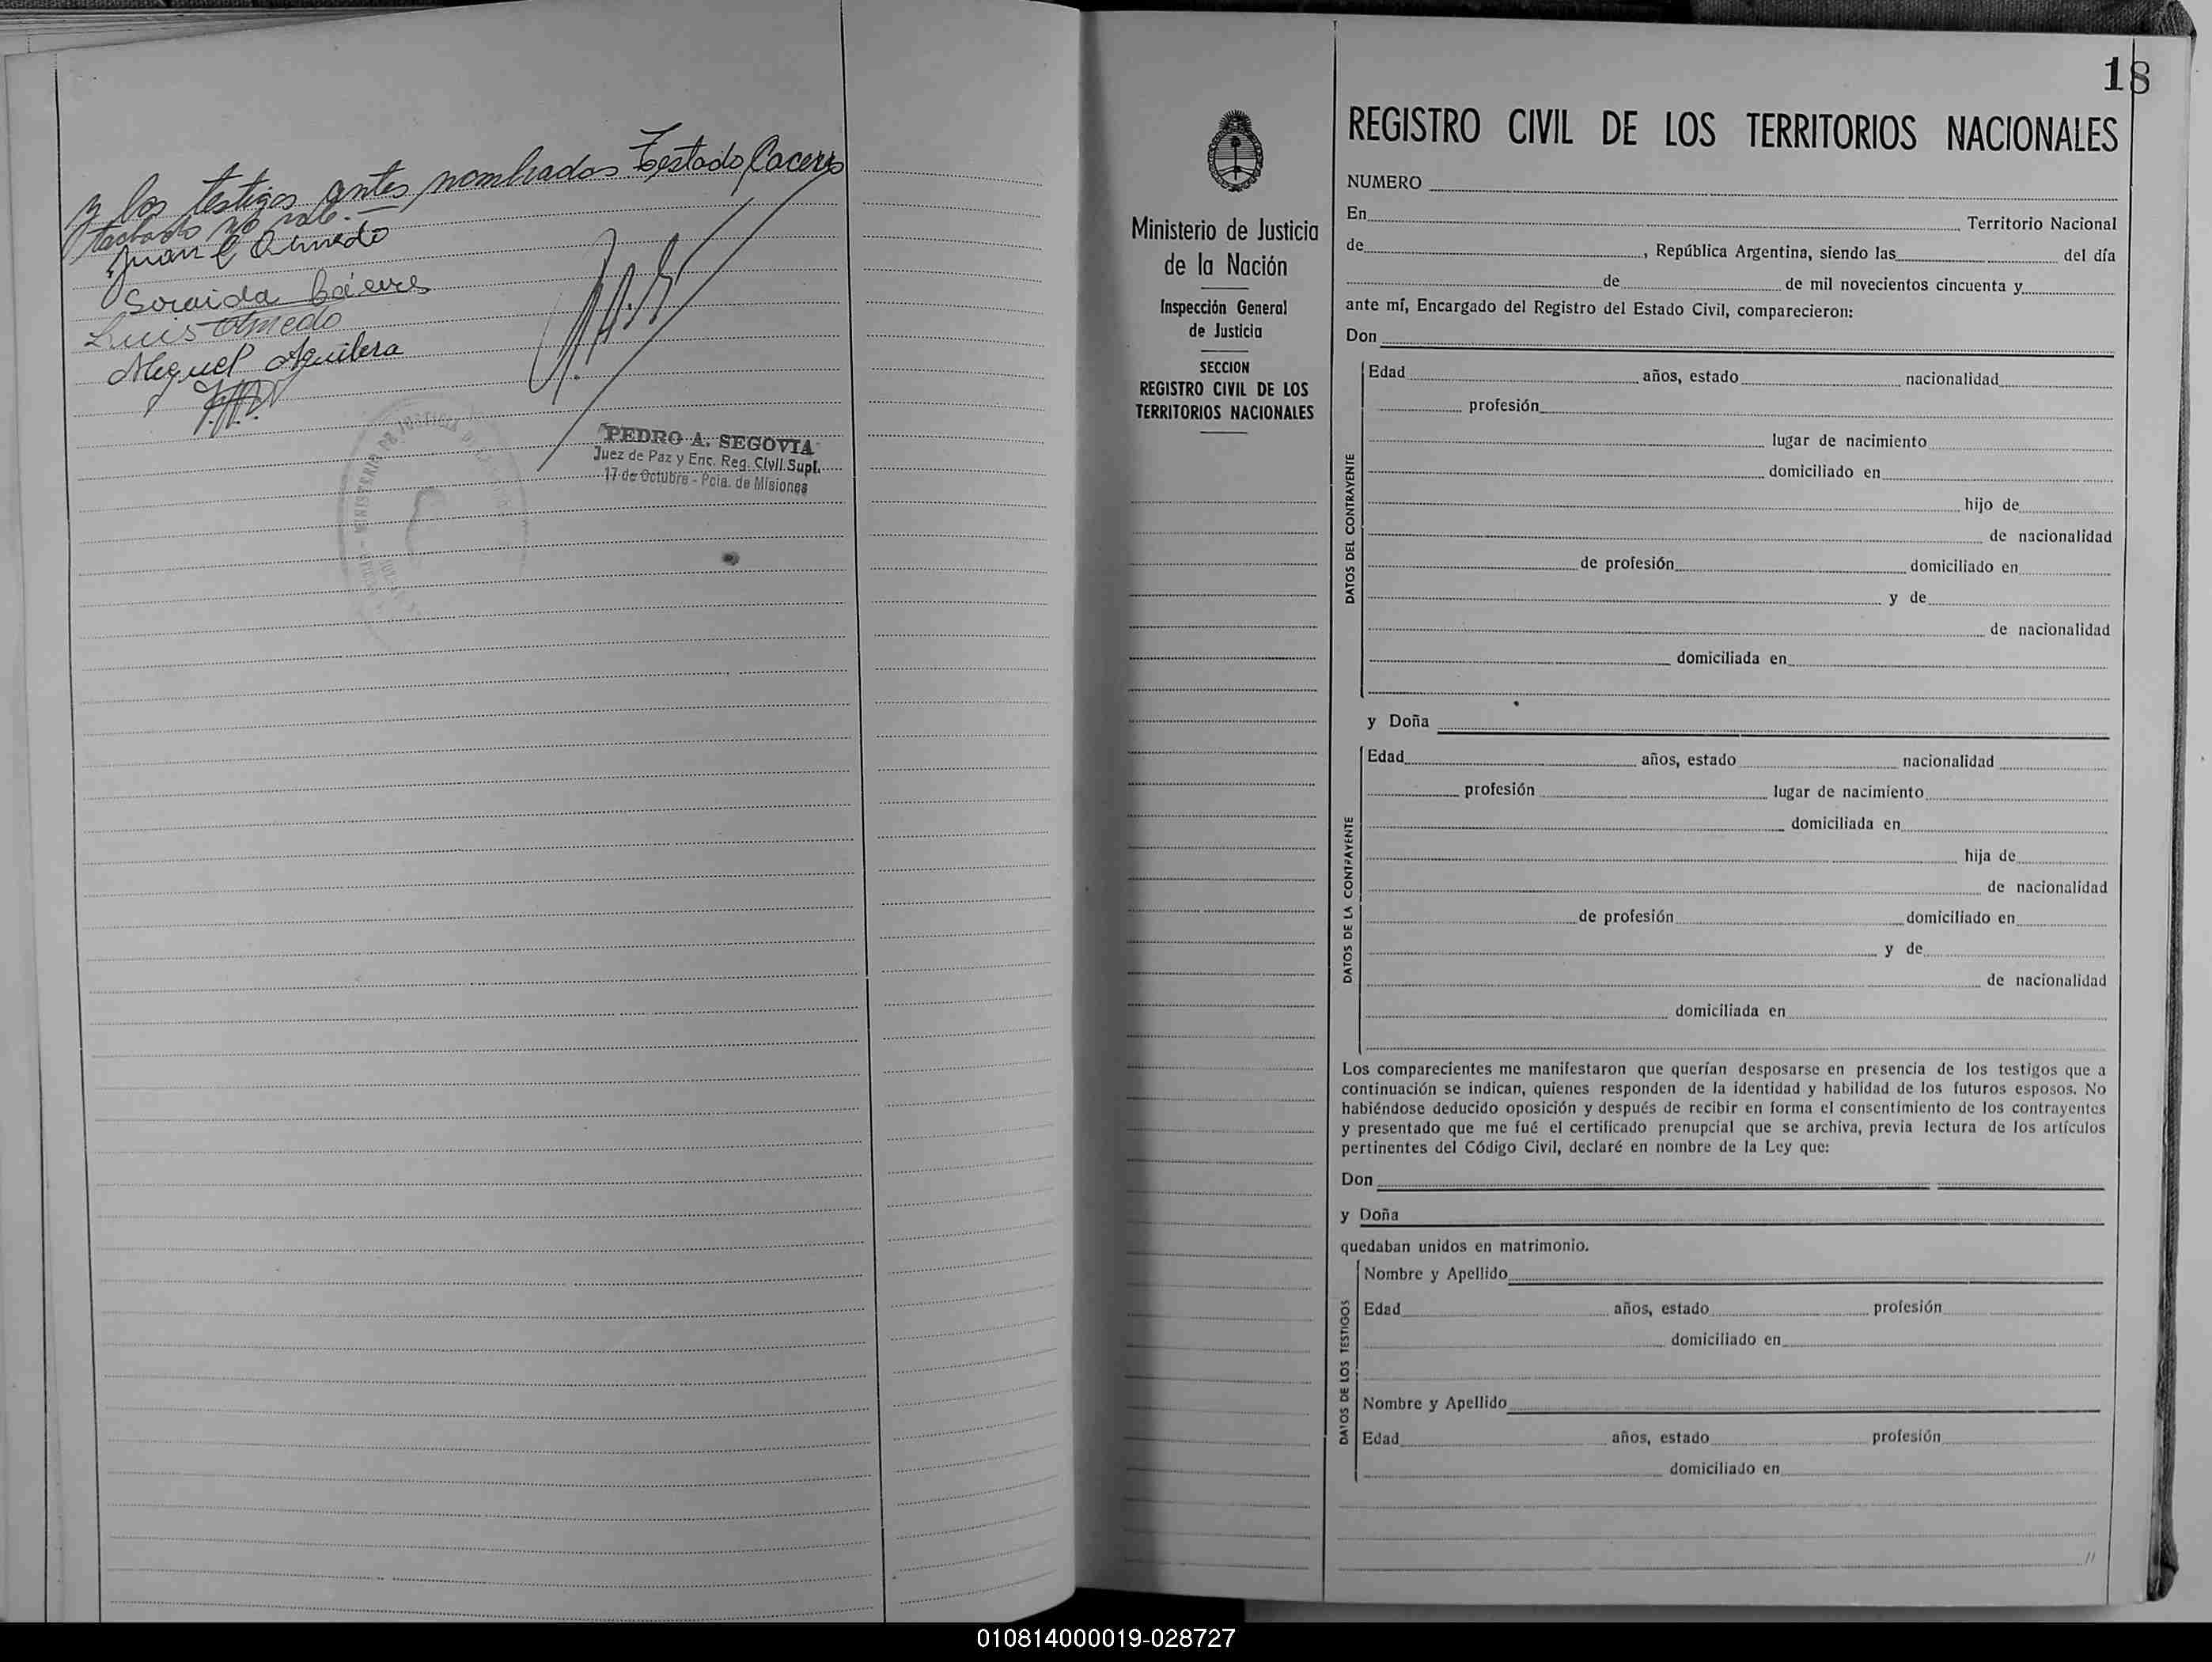 y los testigos antes nombrados Testado Caceres
tachado no vale.
Juan C Olmedo
Soraida Cáceres
Luis Olmedo
Miguel Aguilera
PEDRO A. SEGOVIA
Juez de Paz y Enc. Reg. Civil Supl.
17 de Octubre - Pcia. de Misiones
MINISTERIO DE JUSTICIA
18
Ministerio de Justicia
de la Nación
Inspección General
de Justicia
SECCION
REGISTRO CIVIL DE LOS
TERRITORIOS NACIONALES
REGISTRO CIVIL DE LOS TERRITORIOS NACIONALES
NUMERO
En Territorio Nacional
de , República Argentina, siendo las del día
de de mil novecientos cincuenta y
ante mí, Encargado del Registro del Estado Civil, comparecieron:
Don
DATOS DEL CONTRAYENTE
Edad años, estado nacionalidad
profesión
lugar de nacimiento
domiciliado en
hijo de
de nacionalidad
de profesión domiciliado en
y de
de nacionalidad
domiciliada en
y Doña
DATOS DE LA CONTRAYENTE
Edad años, estado nacionalidad
profesión lugar de nacimiento
domiciliada en
hija de
de nacionalidad
de profesión domiciliado en
y de
de nacionalidad
domiciliada en
Los comparecientes me manifestaron que querían desposarse en presencia de los testigos que a
continuación se indican, quienes responden de la identidad y habilidad de los futuros esposos. No
habiéndose deducido oposición y después de recibir en forma el consentimiento de los contrayentes
y presentado que me fué el certificado prenupcial que se archiva, previa lectura de los artículos
pertinentes del Código Civil, declaré en nombre de la Ley que:
Don
y Doña
quedaban unidos en matrimonio.
DATOS DE LOS TESTIGOS
Nombre y Apellido
Edad años, estado profesión
domiciliado en
Nombre y Apellido
Edad años, estado profesión
domiciliado en
//
010814000019-028727